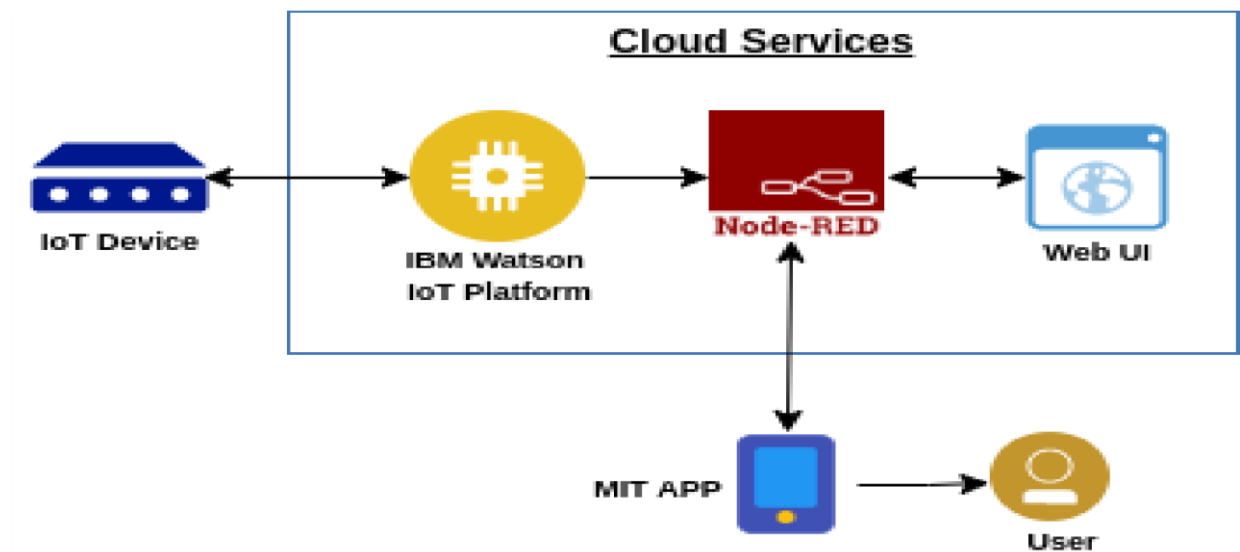 Cloud Services
IoT Device
IBM Watson
IoT Platform
Node-RED
Web UI
MIT APP
User